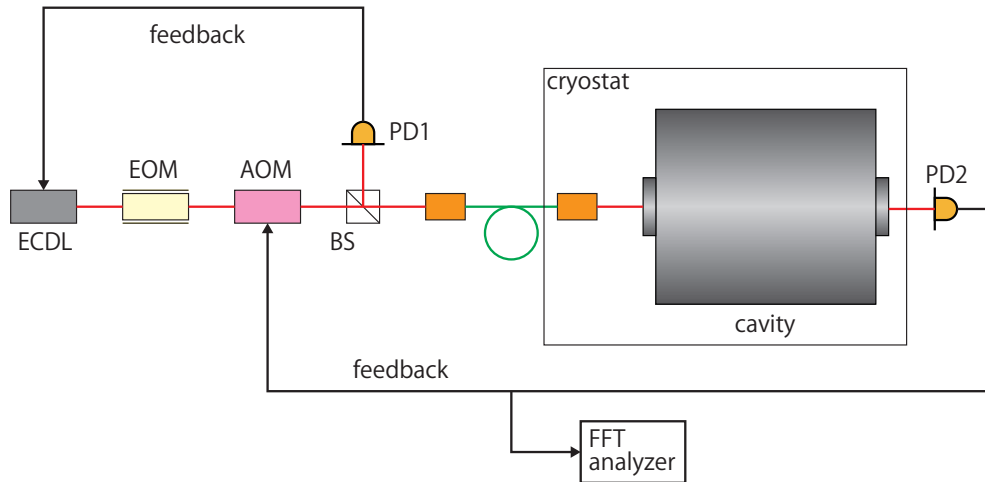 feedback
cryostat
PD1
EOM
AOM
PD2
ECDL
BS
cavity
feedback
FFT
analyzer